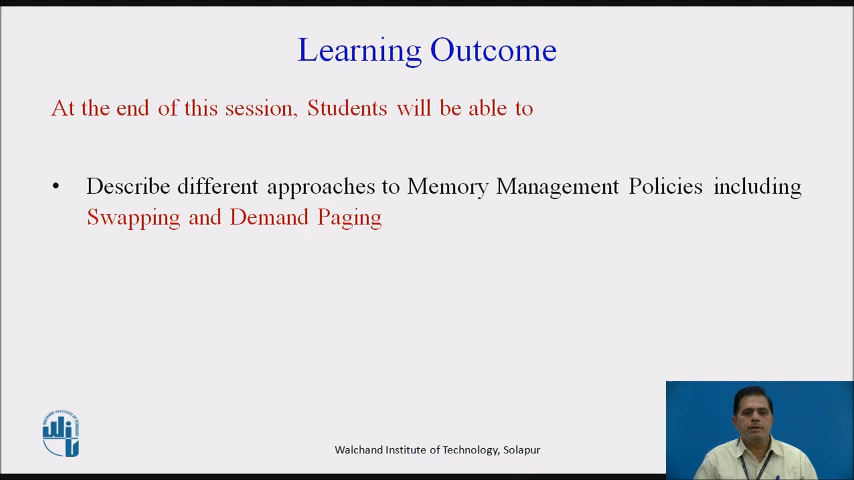 Learning Outcome
At the end of this session, Students will be able to
• Describe different approaches to Memory Management Policies including
Swapping and Demand Paging
Walchand Institute of Technology, Solapur